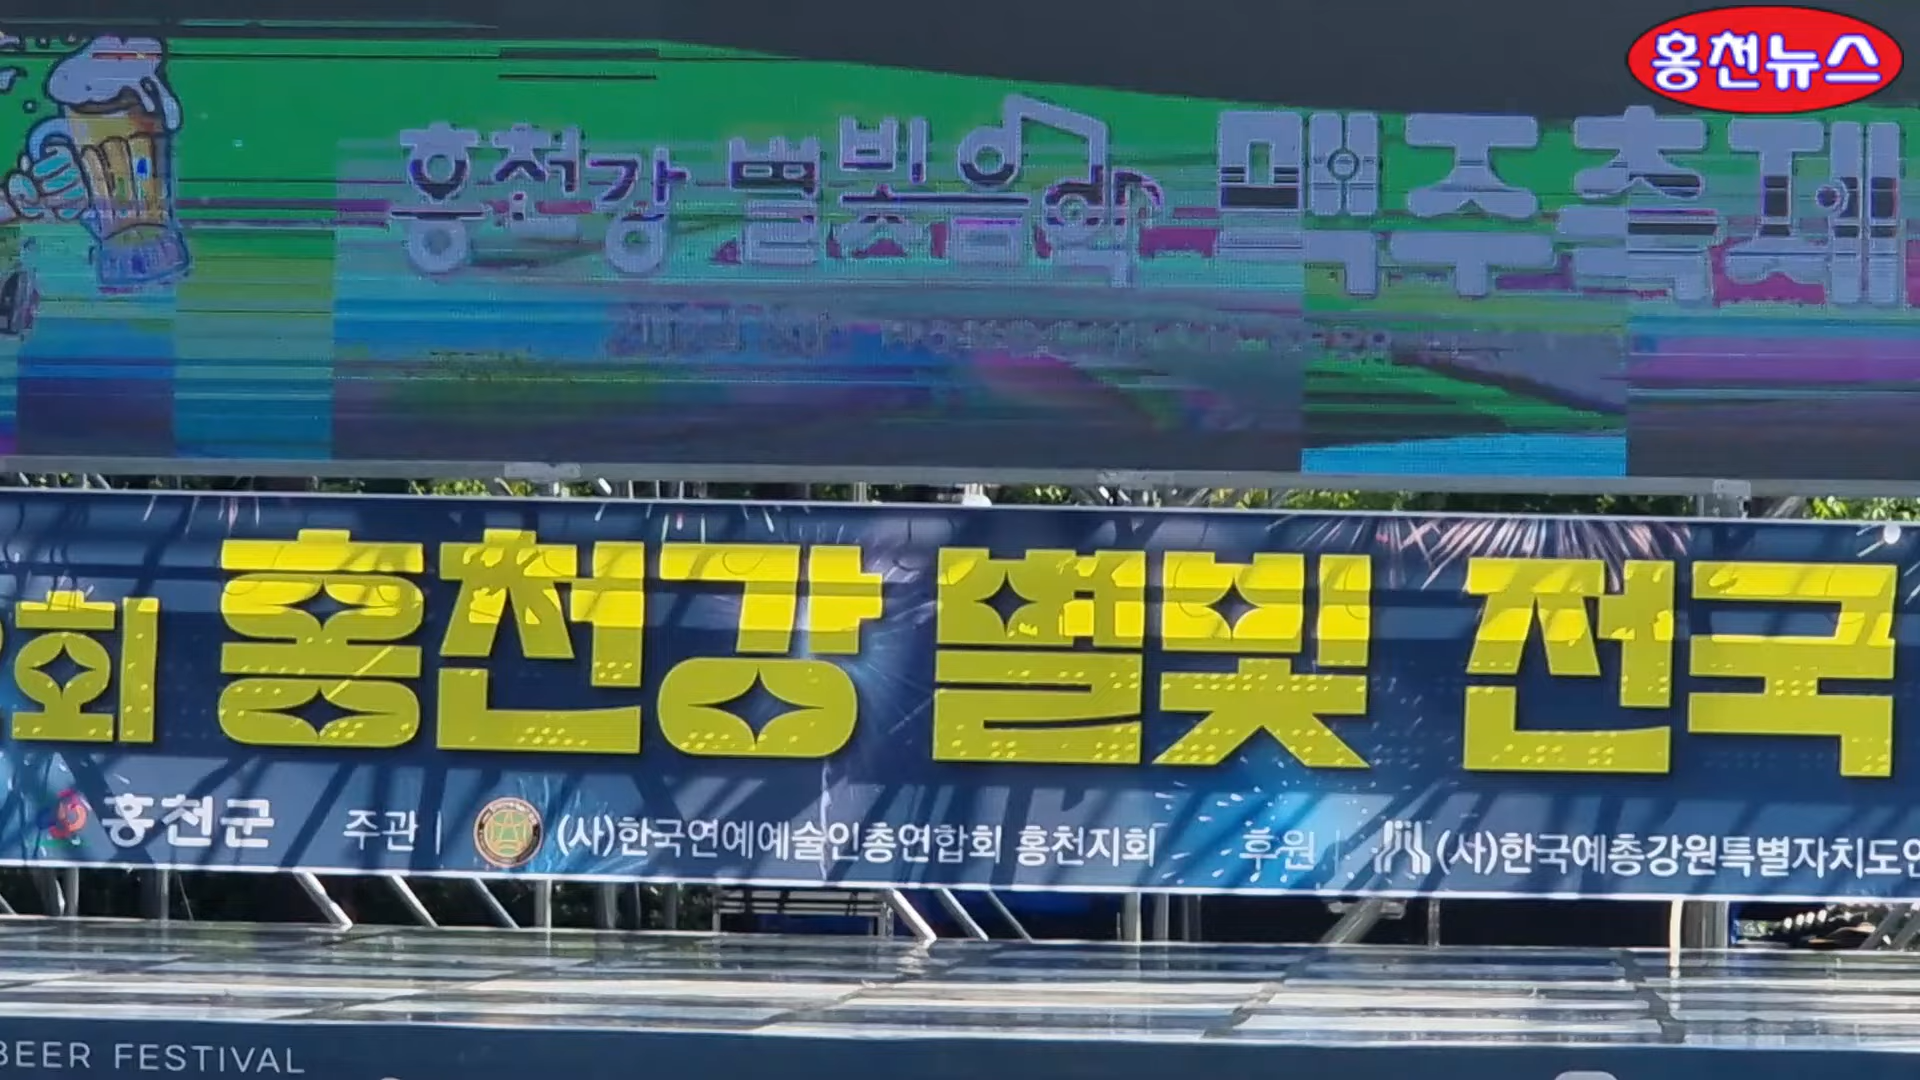 홍천뉴스
홍천강 별빛음악 맥주축제
회 홍천강 별빛 전국
홍천군 주관 | (사)한국연예예술인총연합회 홍천지회 후원 | (사)한국예총강원특별자치도연
BEER FESTIVAL